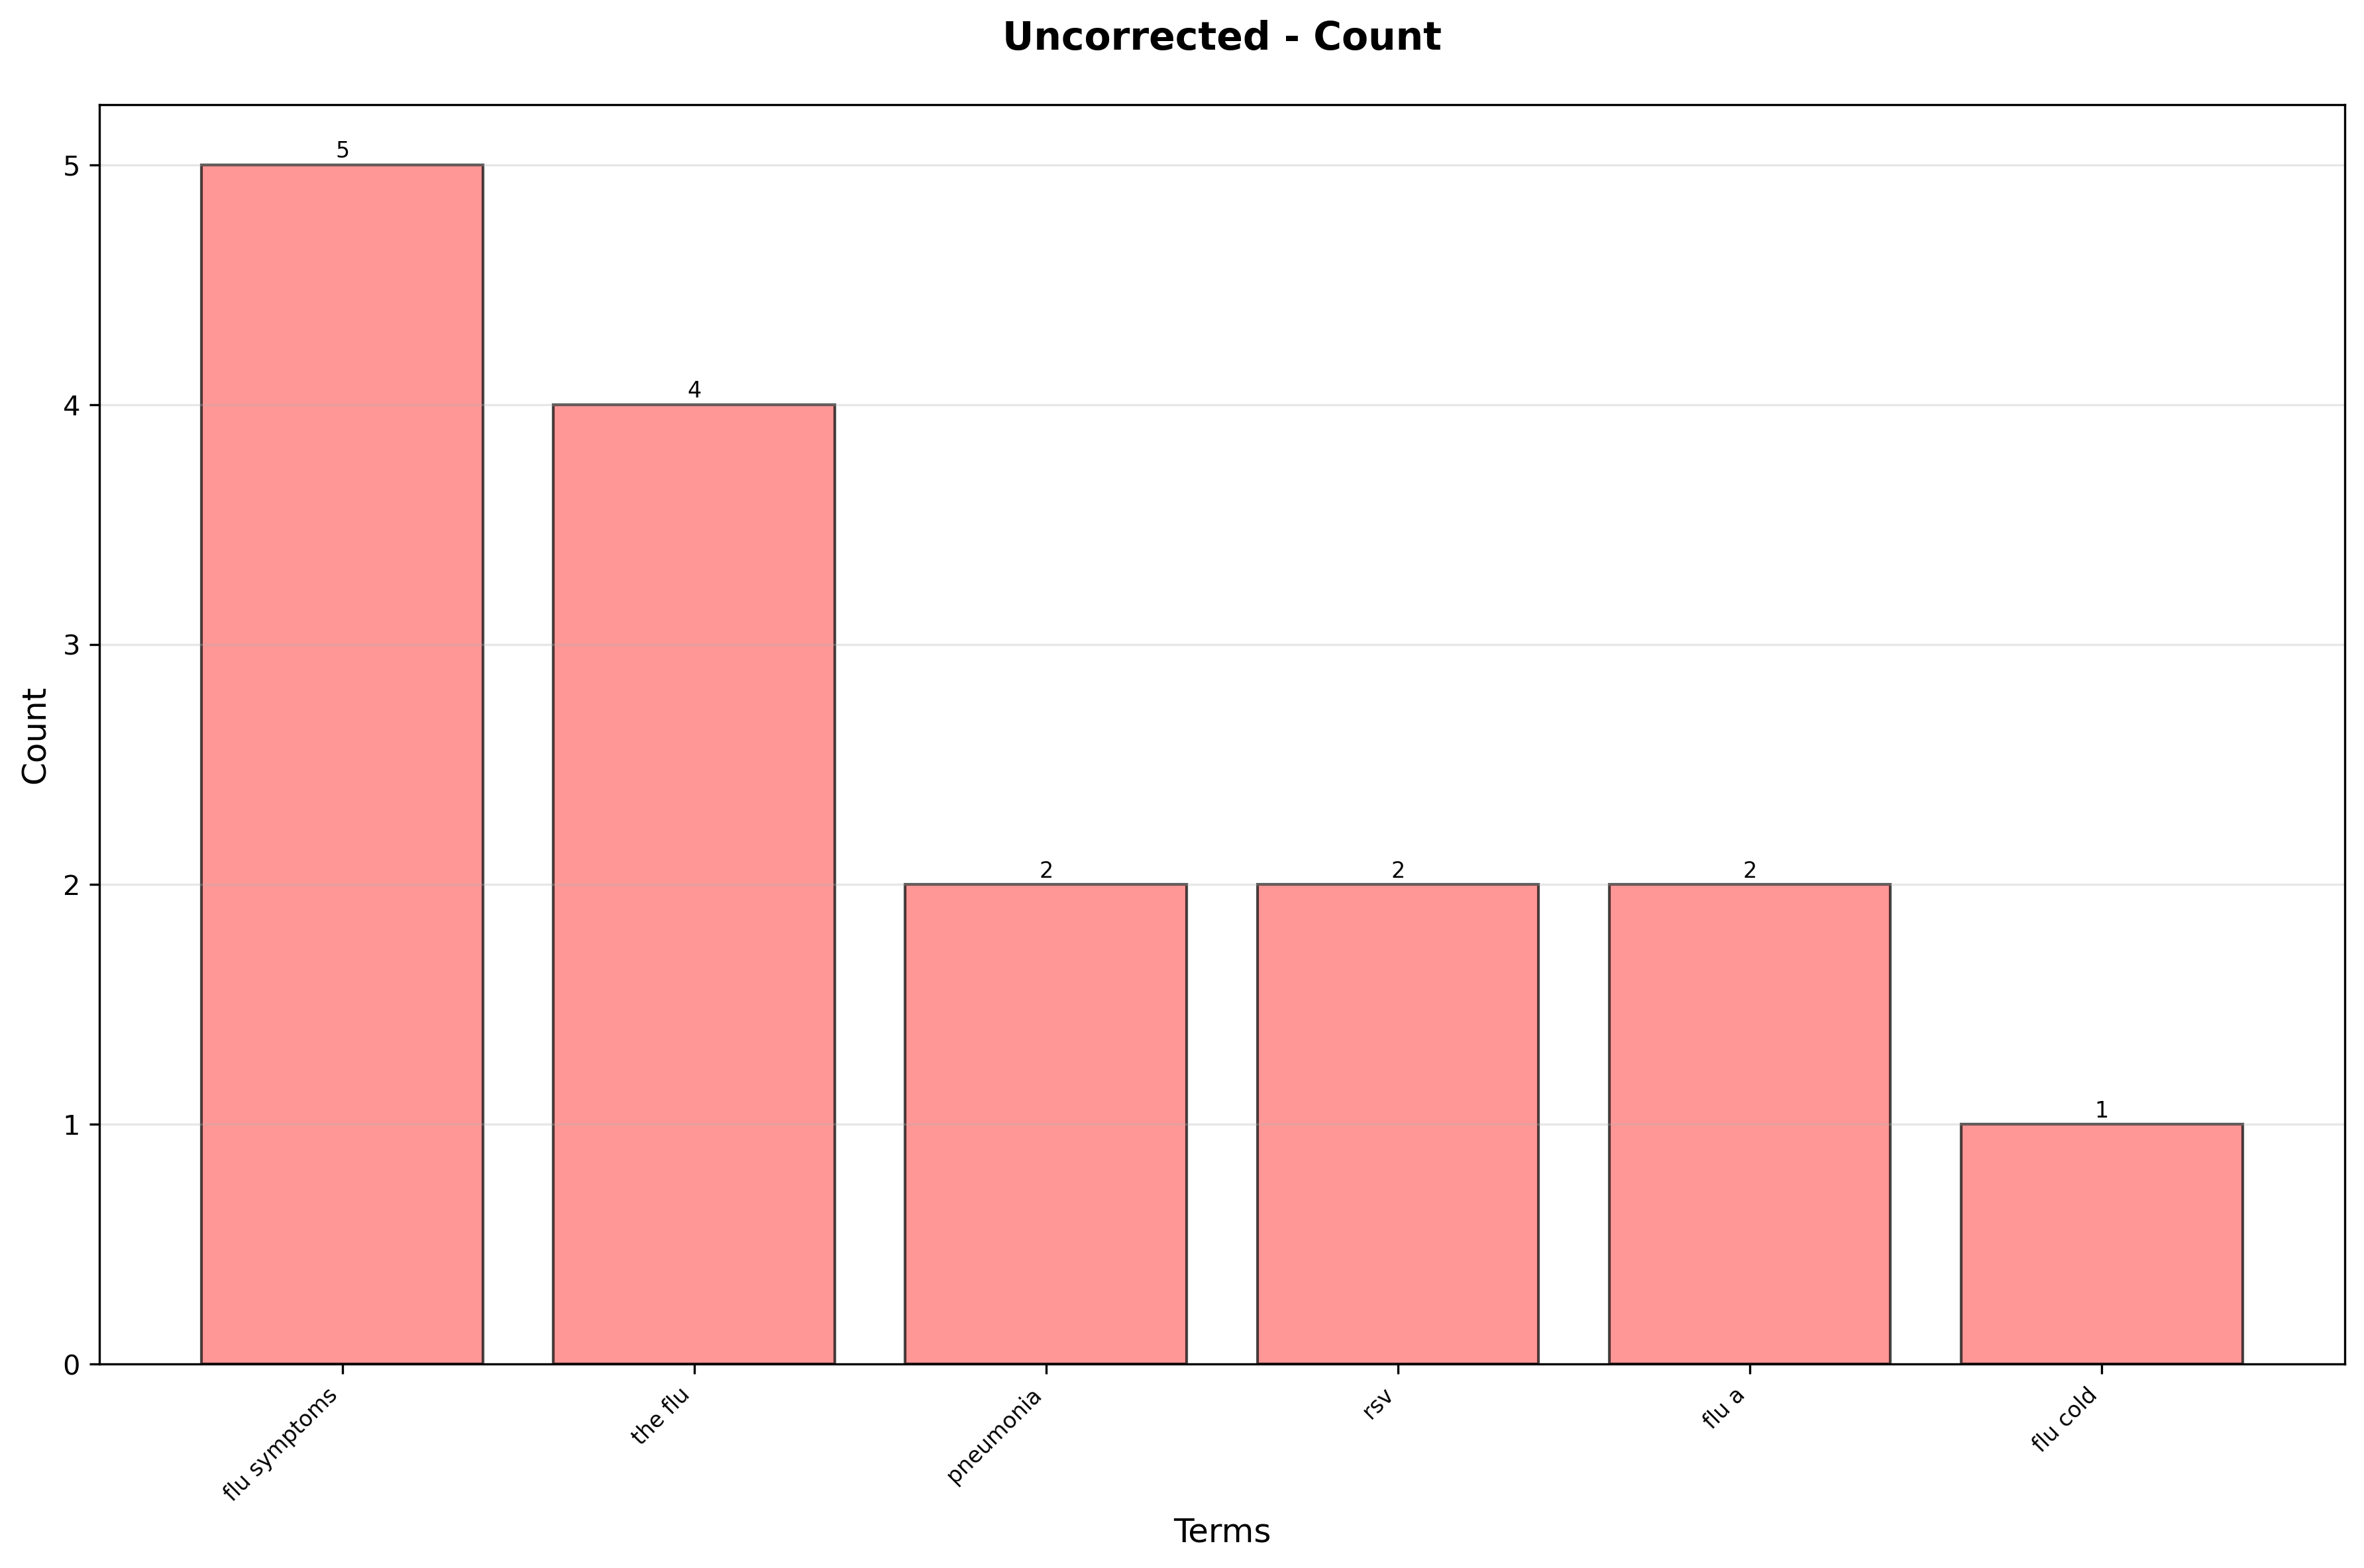 Uncorrected - Count
5
4
3
2
1
0
Count
5
4
2
2
2
1
flu symptoms
the flu
pneumonia
rsv
flu a
flu cold
Terms